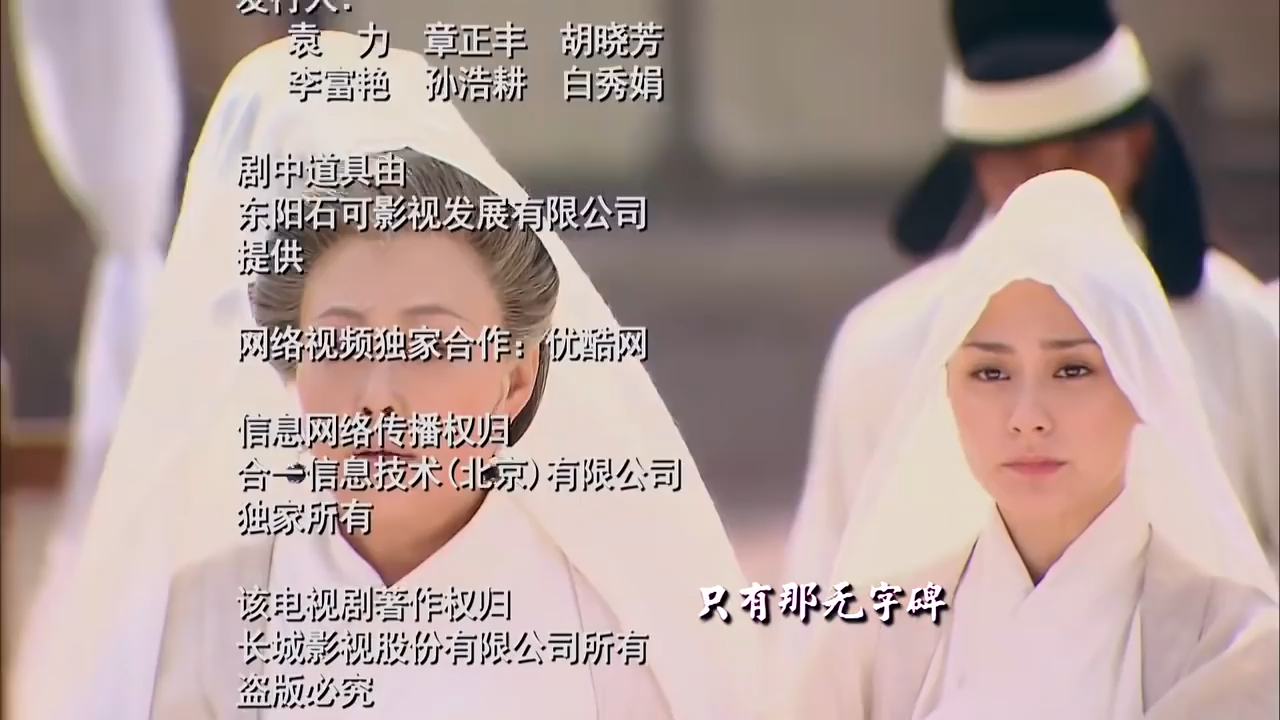 发行人：
袁　力　章正丰　胡晓芳
李富艳　孙浩耕　白秀娟
剧中道具由
东阳石可影视发展有限公司
提供
网络视频独家合作：优酷网
信息网络传播权归
合一信息技术(北京)有限公司
独家所有
该电视剧著作权归
长城影视股份有限公司所有
盗版必究
只有那无字碑